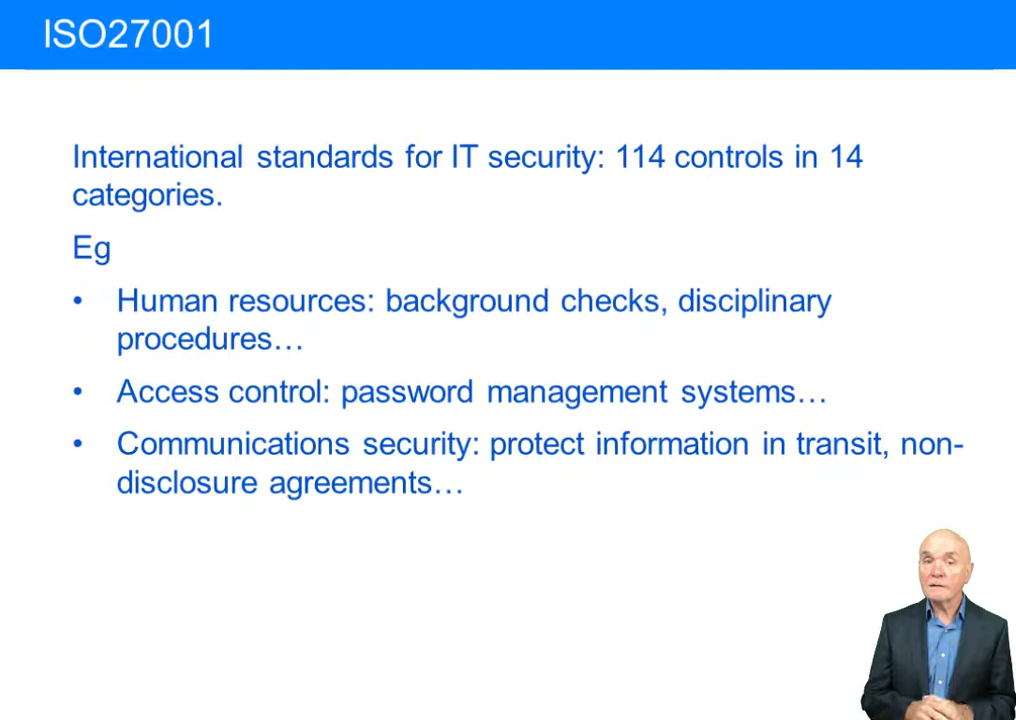 ISO27001
International standards for IT security: 114 controls in 14
categories.
Eg
• Human resources: background checks, disciplinary
procedures…
• Access control: password management systems…
• Communications security: protect information in transit, non-
disclosure agreements…